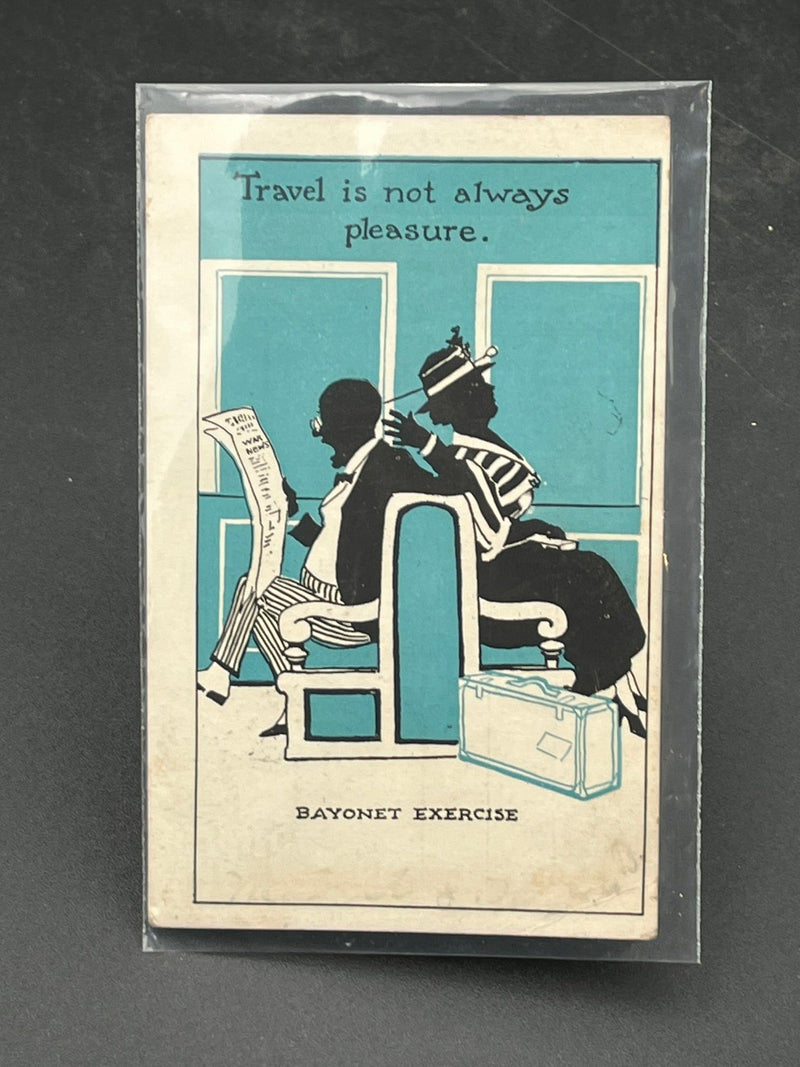 Travel is not always
pleasure.
WAR
NEWS
BAYONET EXERCISE